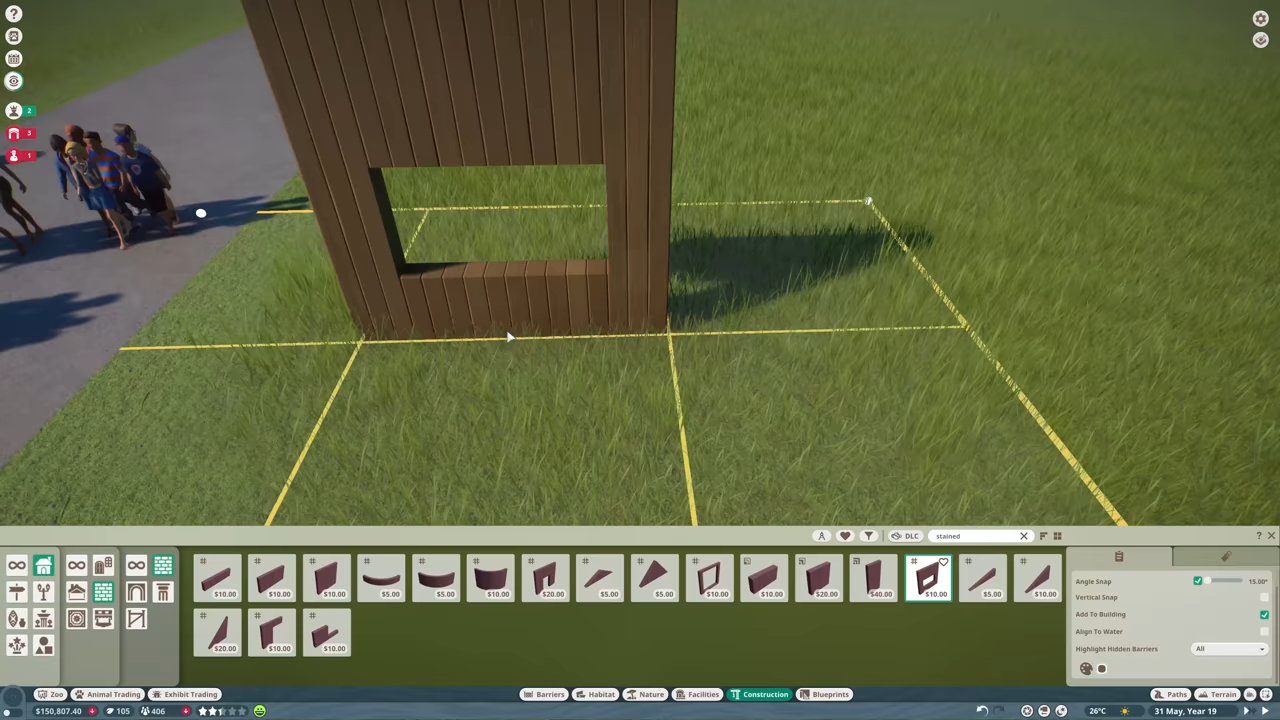 ?
2
3
1
DLC
stained
?
$10.00
$10.00
$10.00
$5.00
$5.00
$10.00
$20.00
$5.00
$5.00
$10.00
$10.00
$20.00
$40.00
$10.00
$5.00
$10.00
$20.00
$10.00
$10.00
Angle Snap
15.00°
Vertical Snap
Add To Building
Align To Water
Highlight Hidden Barriers
All
Zoo
Animal Trading
Exhibit Trading
Barriers
Habitat
Nature
Facilities
Construction
Blueprints
Paths
Terrain
$150,807.40
105
406
26°C
31 May, Year 19